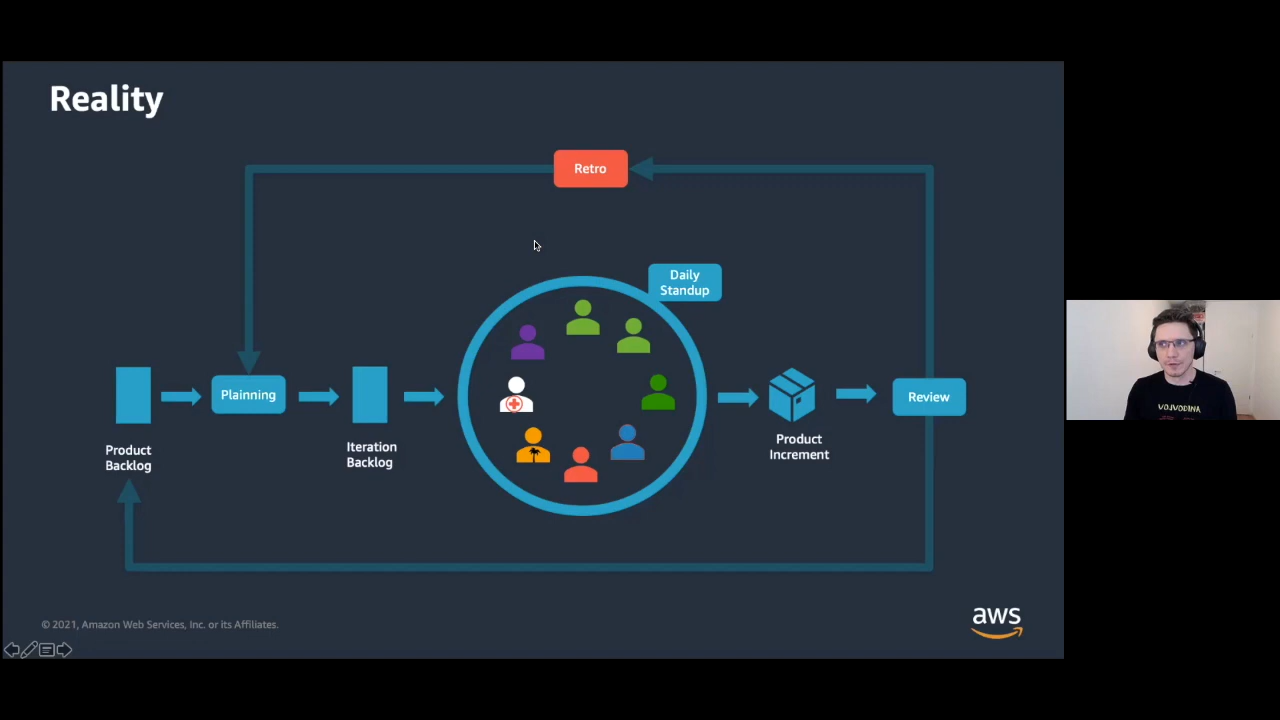 Reality
Retro
Daily
Standup
Plainning
Product
Backlog
Iteration
Backlog
Product
Increment
Review
© 2021, Amazon Web Services, Inc. or its Affiliates.
aws
VOJVODINA